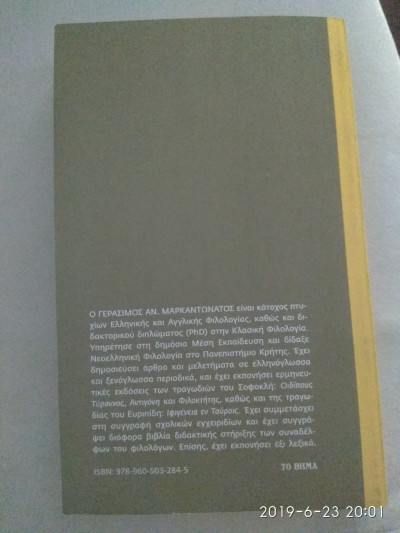 Ο ΓΕΡΑΣΙΜΟΣ ΑΝ. ΜΑΡΚΑΝΤΩΝΑΤΟΣ είναι κάτοχος πτυ-
χίων Ελληνικής και Αγγλικής Φιλολογίας, καθώς και δι-
δακτορικού διπλώματος (PhD) στην Κλασική Φιλολογία.
Υπηρέτησε στη δημόσια Μέση Εκπαίδευση και δίδαξε
Νεοελληνική Φιλολογία στο Πανεπιστήμιο Κρήτης. Έχει
δημοσιεύσει άρθρα και μελετήματα σε ελληνόγλωσσα
και ξενόγλωσσα περιοδικά, και έχει εκπονήσει ερμηνευ-
τικές εκδόσεις των τραγωδιών του Σοφοκλή: Οιδίπους
Τύραννος, Αντιγόνη και Φιλοκτήτης, καθώς και της τραγω-
δίας του Ευριπίδη: Ιφιγένεια εν Ταύροις. Έχει συμμετάσχει
στη συγγραφή σχολικών εγχειριδίων και έχει συγγρά-
ψει διάφορα βιβλία διδακτικής στήριξης των συναδέλ-
φων του φιλολόγων. Επίσης, έχει εκπονήσει έξι λεξικά.
ISBN: 978-960-503-284-5
ΤΟ ΒΗΜΑ
2019-6-23 20:01